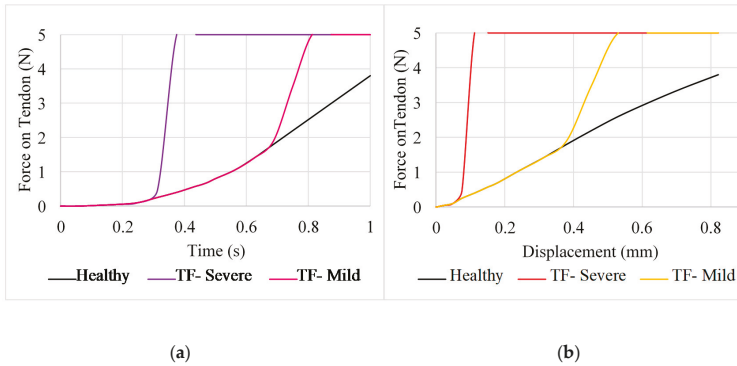 5
4
3
2
1
0
Force on Tendon (N)
0 0.2 0.4 0.6 0.8 1
Time (s)
Healthy TF- Severe TF- Mild
(a)
5
4
3
2
1
0
Force onTendon (N)
0 0.2 0.4 0.6 0.8
Displacement (mm)
Healthy TF- Severe TF- Mild
(b)